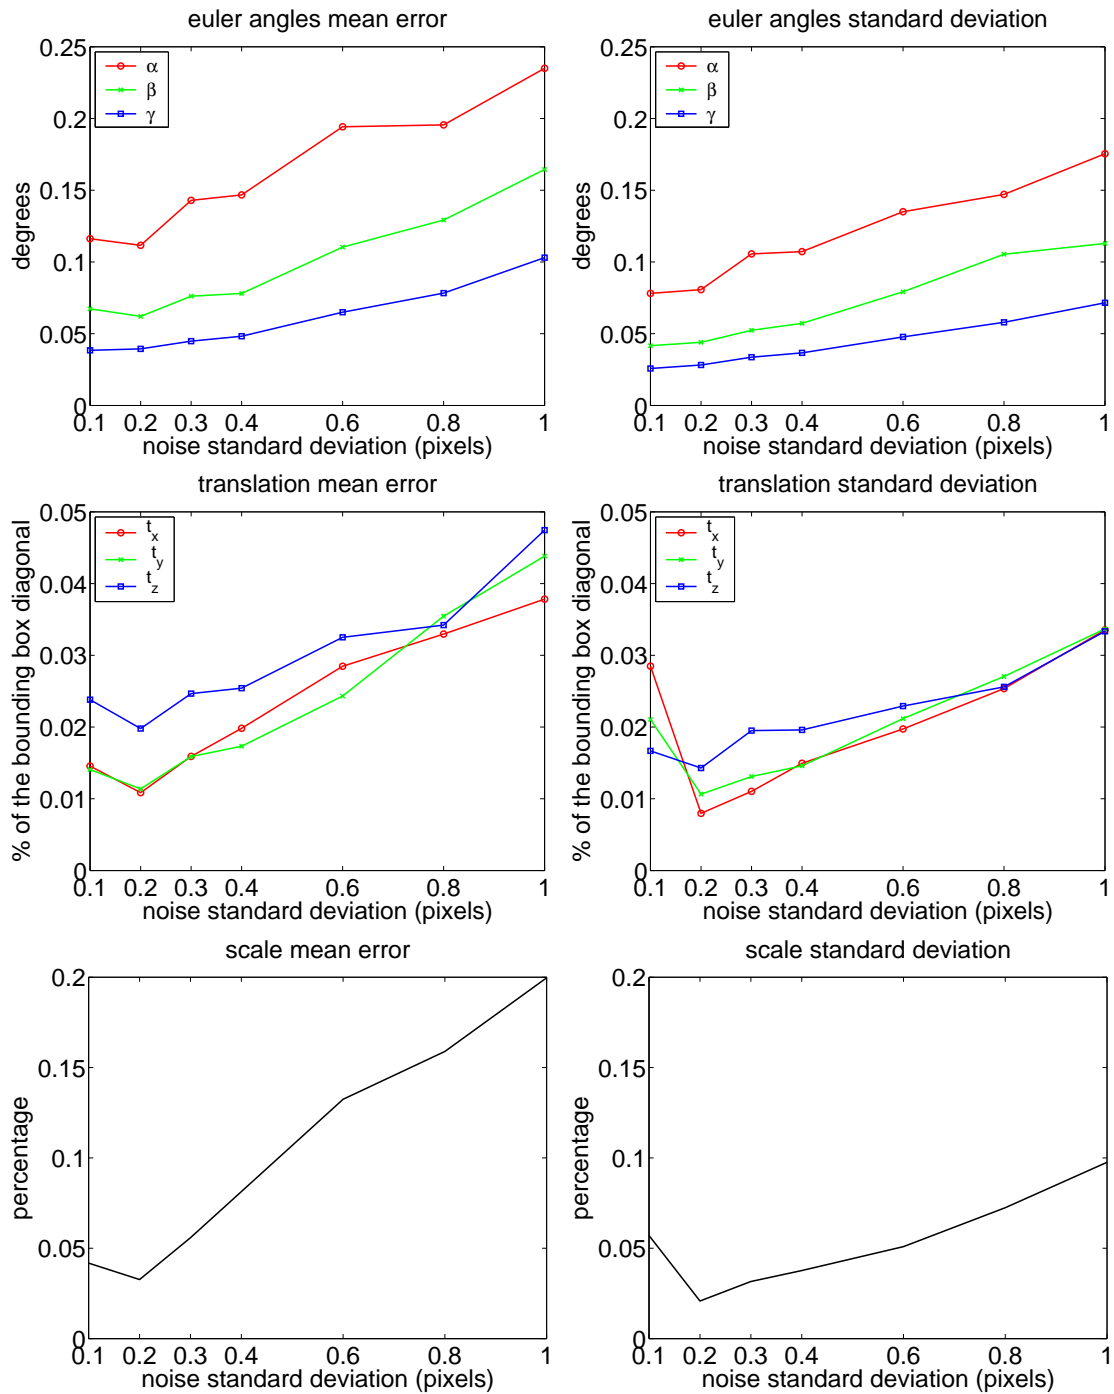 euler angles mean error
0.25
0.2
0.15
0.1
0.05
0
degrees
α
β
γ
0.1 0.2 0.3 0.4 0.6 0.8 1
noise standard deviation (pixels)
euler angles standard deviation
0.25
0.2
0.15
0.1
0.05
0
degrees
α
β
γ
0.1 0.2 0.3 0.4 0.6 0.8 1
noise standard deviation (pixels)
translation mean error
0.05
0.04
0.03
0.02
0.01
0
% of the bounding box diagonal
t_x
t_y
t_z
0.1 0.2 0.3 0.4 0.6 0.8 1
noise standard deviation (pixels)
translation standard deviation
0.05
0.04
0.03
0.02
0.01
0
% of the bounding box diagonal
t_x
t_y
t_z
0.1 0.2 0.3 0.4 0.6 0.8 1
noise standard deviation (pixels)
scale mean error
0.2
0.15
0.1
0.05
0
percentage
0.1 0.2 0.3 0.4 0.6 0.8 1
noise standard deviation (pixels)
scale standard deviation
0.2
0.15
0.1
0.05
0
percentage
0.1 0.2 0.3 0.4 0.6 0.8 1
noise standard deviation (pixels)